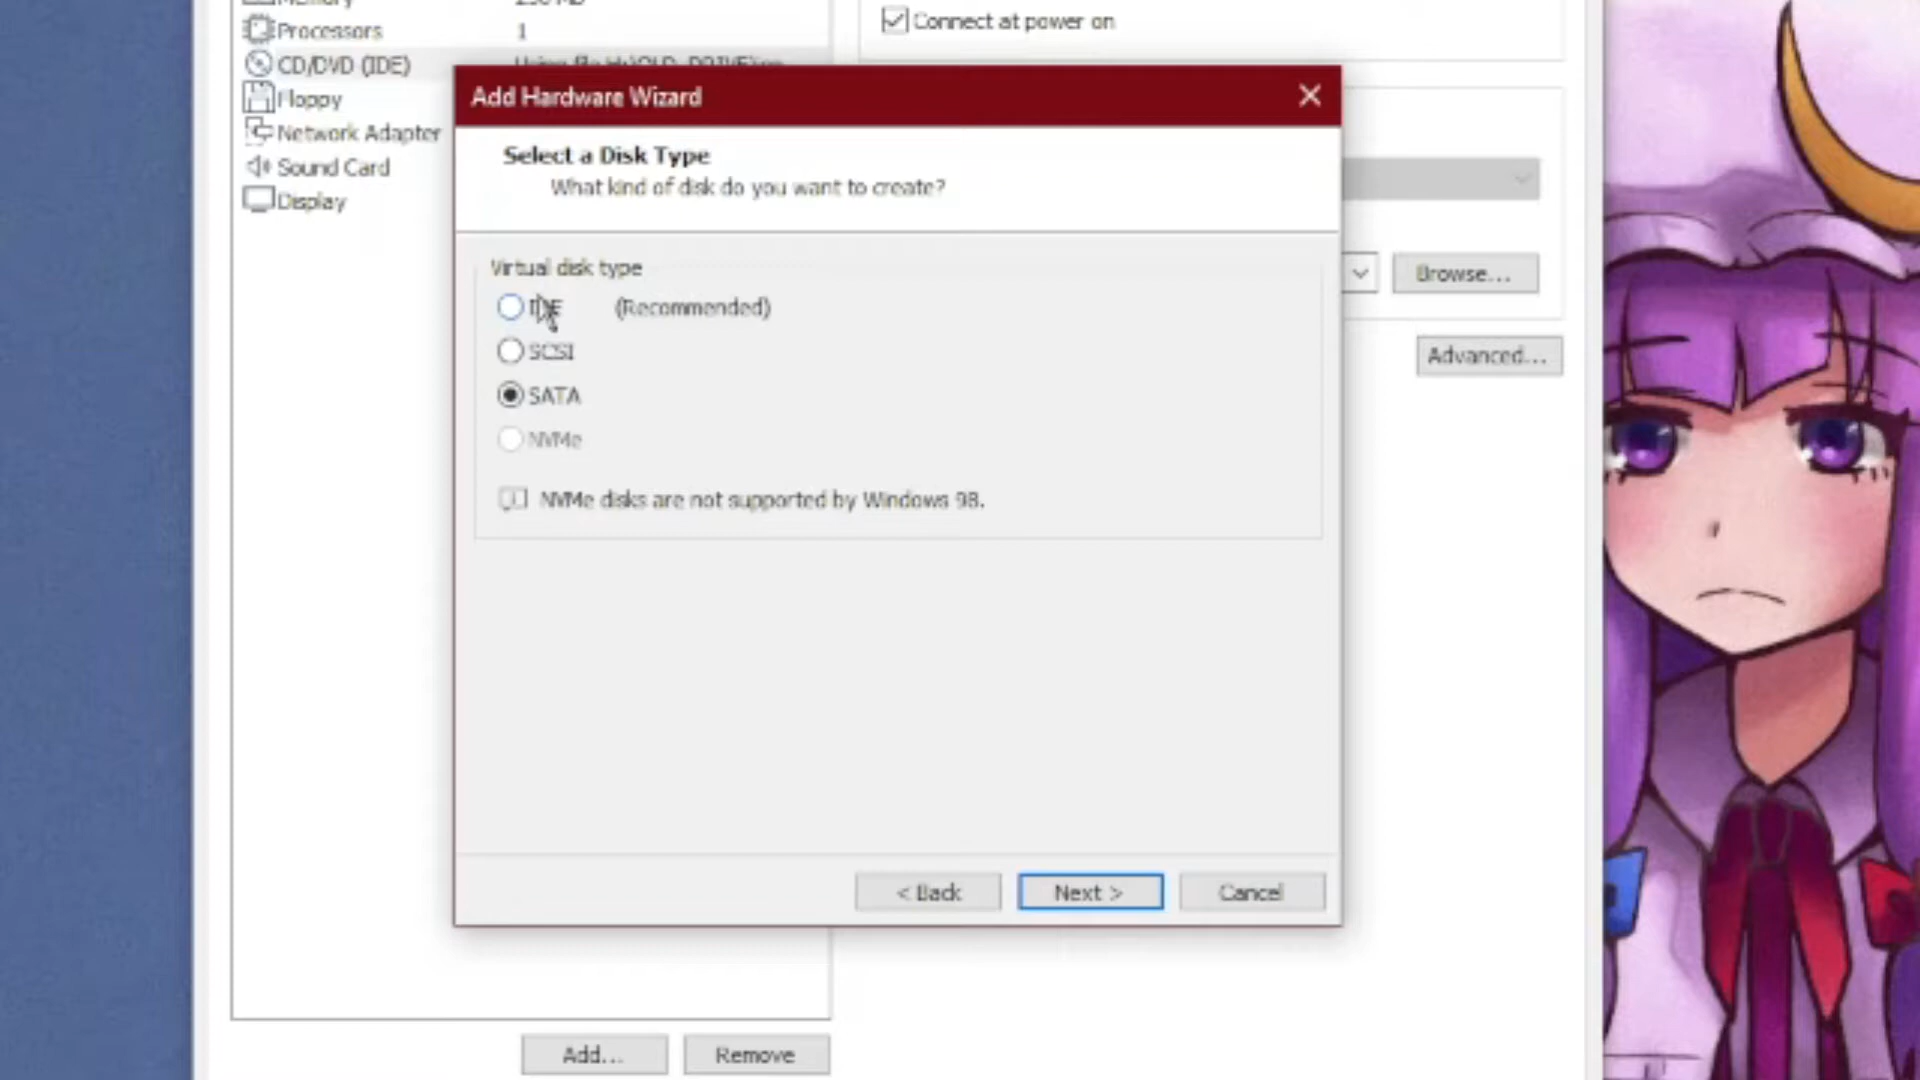 Memory
Processors 1
CD/DVD (IDE)
Floppy
Network Adapter
Sound Card
Display
Connect at power on
Add Hardware Wizard
Select a Disk Type
What kind of disk do you want to create?
Virtual disk type
IDE (Recommended)
SCSI
SATA
NVMe
NVMe disks are not supported by Windows 98.
< Back
Next >
Cancel
Browse...
Advanced...
Add...
Remove